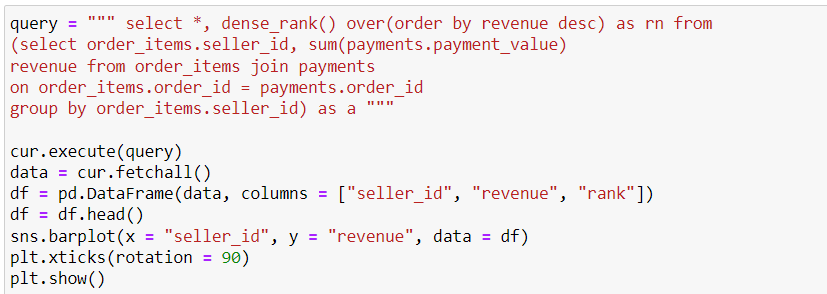 query = """ select *, dense_rank() over(order by revenue desc) as rn from
(select order_items.seller_id, sum(payments.payment_value)
revenue from order_items join payments
on order_items.order_id = payments.order_id
group by order_items.seller_id) as a """

cur.execute(query)
data = cur.fetchall()
df = pd.DataFrame(data, columns = ["seller_id", "revenue", "rank"])
df = df.head()
sns.barplot(x = "seller_id", y = "revenue", data = df)
plt.xticks(rotation = 90)
plt.show()